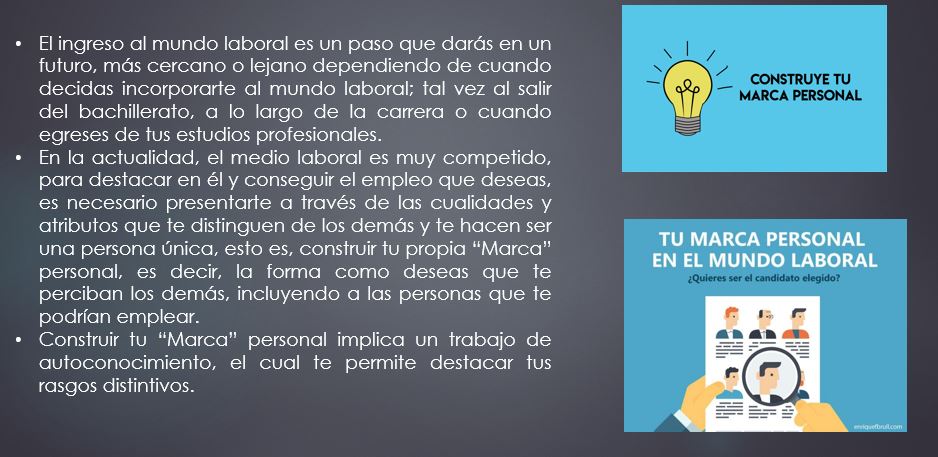 • El ingreso al mundo laboral es un paso que darás en un
futuro, más cercano o lejano dependiendo de cuando
decidas incorporarte al mundo laboral; tal vez al salir
del bachillerato, a lo largo de la carrera o cuando
egreses de tus estudios profesionales.
• En la actualidad, el medio laboral es muy competido,
para destacar en él y conseguir el empleo que deseas,
es necesario presentarte a través de las cualidades y
atributos que te distinguen de los demás y te hacen ser
una persona única, esto es, construir tu propia “Marca”
personal, es decir, la forma como deseas que te
perciban los demás, incluyendo a las personas que te
podrían emplear.
• Construir tu “Marca” personal implica un trabajo de
autoconocimiento, el cual te permite destacar tus
rasgos distintivos.
CONSTRUYE TU
MARCA PERSONAL
TU MARCA PERSONAL
EN EL MUNDO LABORAL
¿Quieres ser el candidato elegido?
enriquefbrull.com